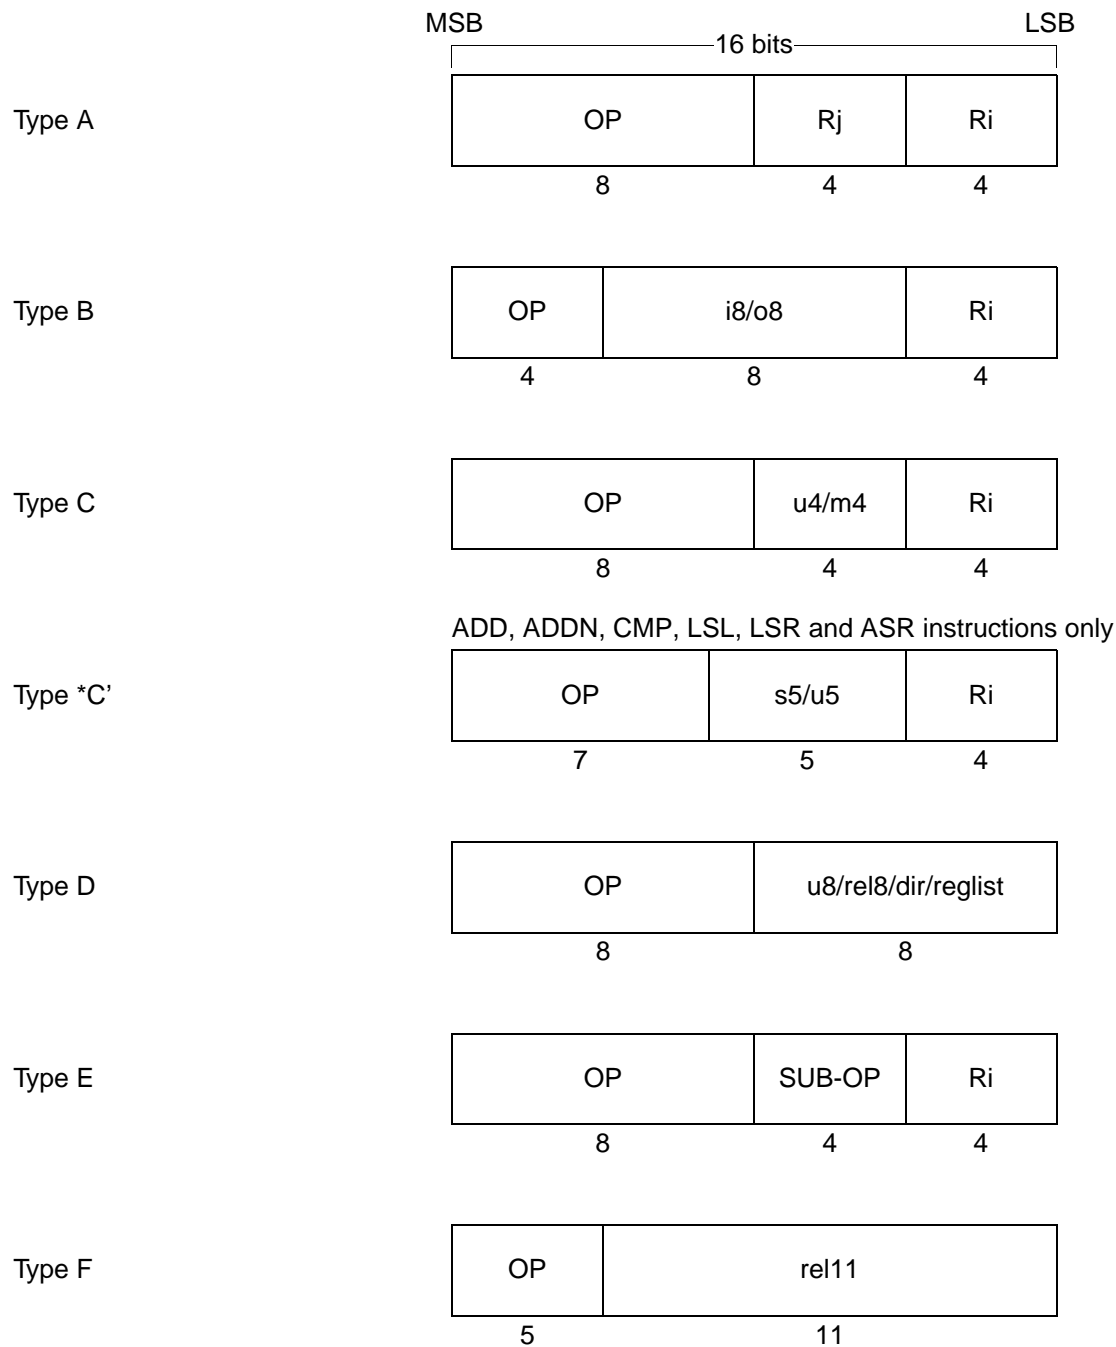 MSB LSB
16 bits
Type A OP Rj Ri
8 4 4
Type B OP i8/o8 Ri
4 8 4
Type C OP u4/m4 Ri
8 4 4
ADD, ADDN, CMP, LSL, LSR and ASR instructions only
Type *C’ OP s5/u5 Ri
7 5 4
Type D OP u8/rel8/dir/reglist
8 8
Type E OP SUB-OP Ri
8 4 4
Type F OP rel11
5 11